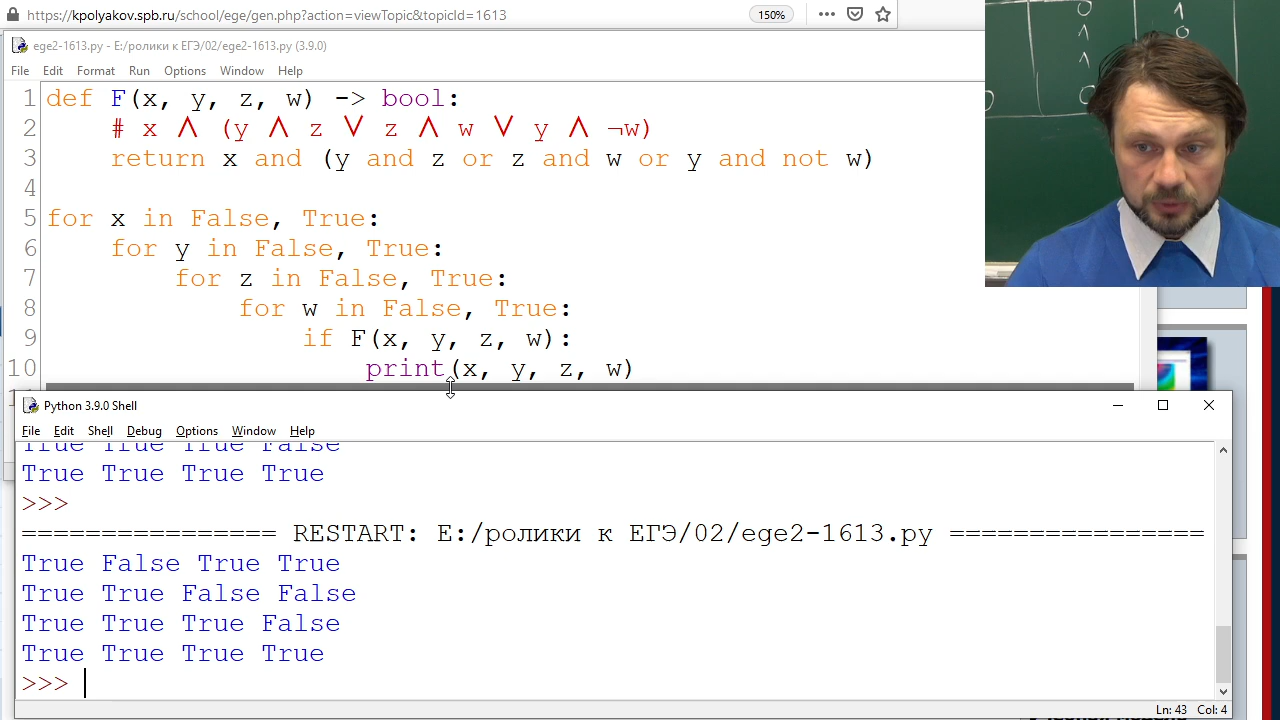 https://kpolyakov.spb.ru/school/ege/gen.php?action=viewTopic&topicId=1613
150%
ege2-1613.py - E:/ролики к ЕГЭ/02/ege2-1613.py (3.9.0)
File Edit Format Run Options Window Help
1 def F(x, y, z, w) -> bool:
2 # x ∧ (y ∧ z ∨ z ∧ w ∨ y ∧ ¬w)
3 return x and (y and z or z and w or y and not w)
4
5 for x in False, True:
6 for y in False, True:
7 for z in False, True:
8 for w in False, True:
9 if F(x, y, z, w):
10 print(x, y, z, w)
Python 3.9.0 Shell
File Edit Shell Debug Options Window Help
True True True False
True True True True
>>>
================ RESTART: E:/ролики к ЕГЭ/02/ege2-1613.py ================
True False True True
True True False False
True True True False
True True True True
>>>
Ln: 43 Col: 4